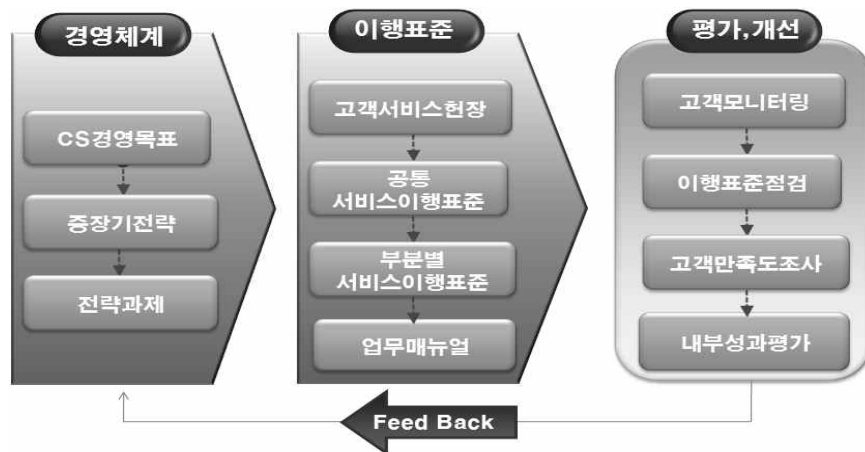 경영체계
CS경영목표
중장기전략
전략과제
이행표준
고객서비스헌장
공통
서비스이행표준
부분별
서비스이행표준
업무매뉴얼
평가,개선
고객모니터링
이행표준점검
고객만족도조사
내부성과평가
Feed Back